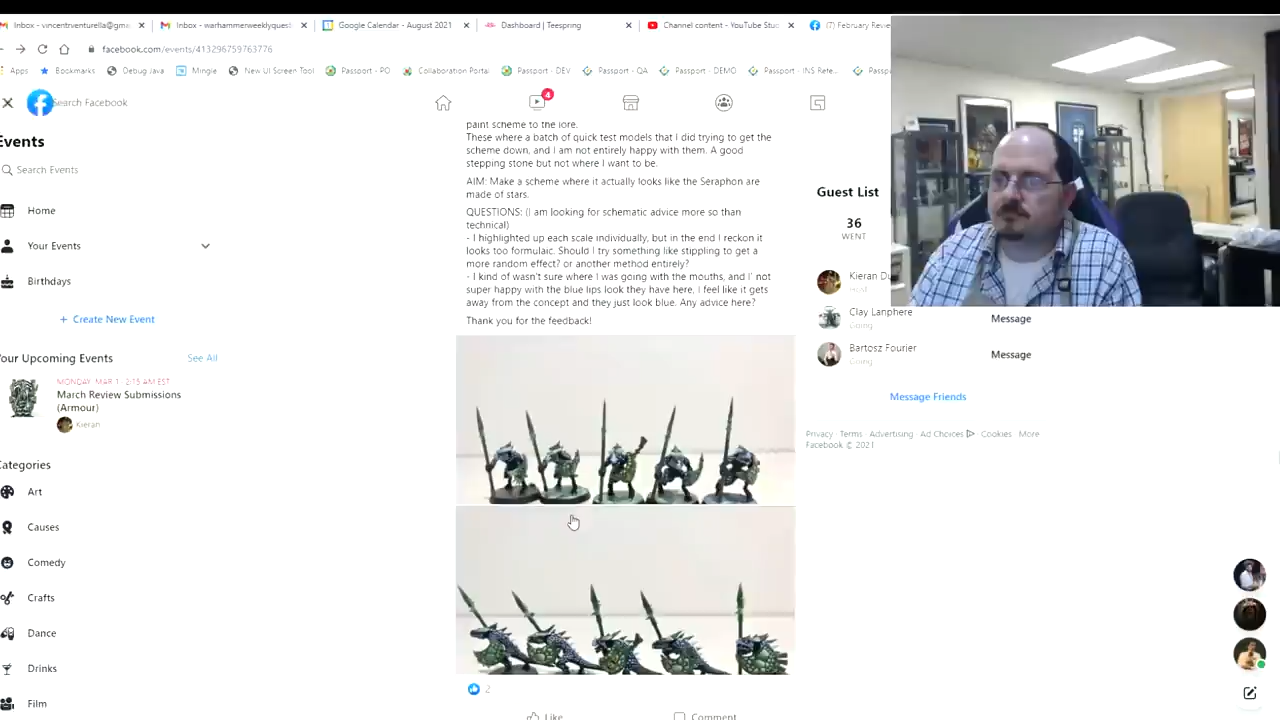 Inbox - vincentrventurella@gma
Inbox - warhammerweeklyquest
Google Calendar - August 2021
Dashboard | Teespring
Channel content - YouTube Stu
(7) February Revie
facebook.com/events/413296759763776
Apps
Bookmarks
Debug Java
Mingle
New UI Screen Tool
Passport - PO
Collaboration Portal
Passport - DEV
Passport - QA
Passport - DEMO
Passport - INS Rete...
Pass
Search Facebook
4
Events
Search Events
Home
Your Events
Birthdays
+ Create New Event
our Upcoming Events
See All
MONDAY, MAR 1, 2:15 AM EST
March Review Submissions
(Armour)
Kieran
Categories
Art
Causes
Comedy
Crafts
Dance
Drinks
Film
paint scheme to the lore.
These where a batch of quick test models that I did trying to get the
scheme down, and I am not entirely happy with them. A good
stepping stone but not where I want to be.
AIM: Make a scheme where it actually looks like the Seraphon are
made of stars.
QUESTIONS: (I am looking for schematic advice more so than
technical)
- I highlighted up each scale individually, but in the end I reckon it
looks too formulaic. Should I try something like stippling to get a
more random effect? or another method entirely?
- I kind of wasn't sure where I was going with the mouths, and i' not
super happy with the blue lips look they have here, I feel like it gets
away from the concept and they just look blue. Any advice here?
Thank you for the feedback!
2
Like
Comment
Guest List
36
WENT
Kieran Du
Host
Clay Lanphere
Going
Message
Bartosz Fourier
Going
Message
Message Friends
Privacy · Terms · Advertising · Ad Choices · Cookies · More
Facebook © 2021